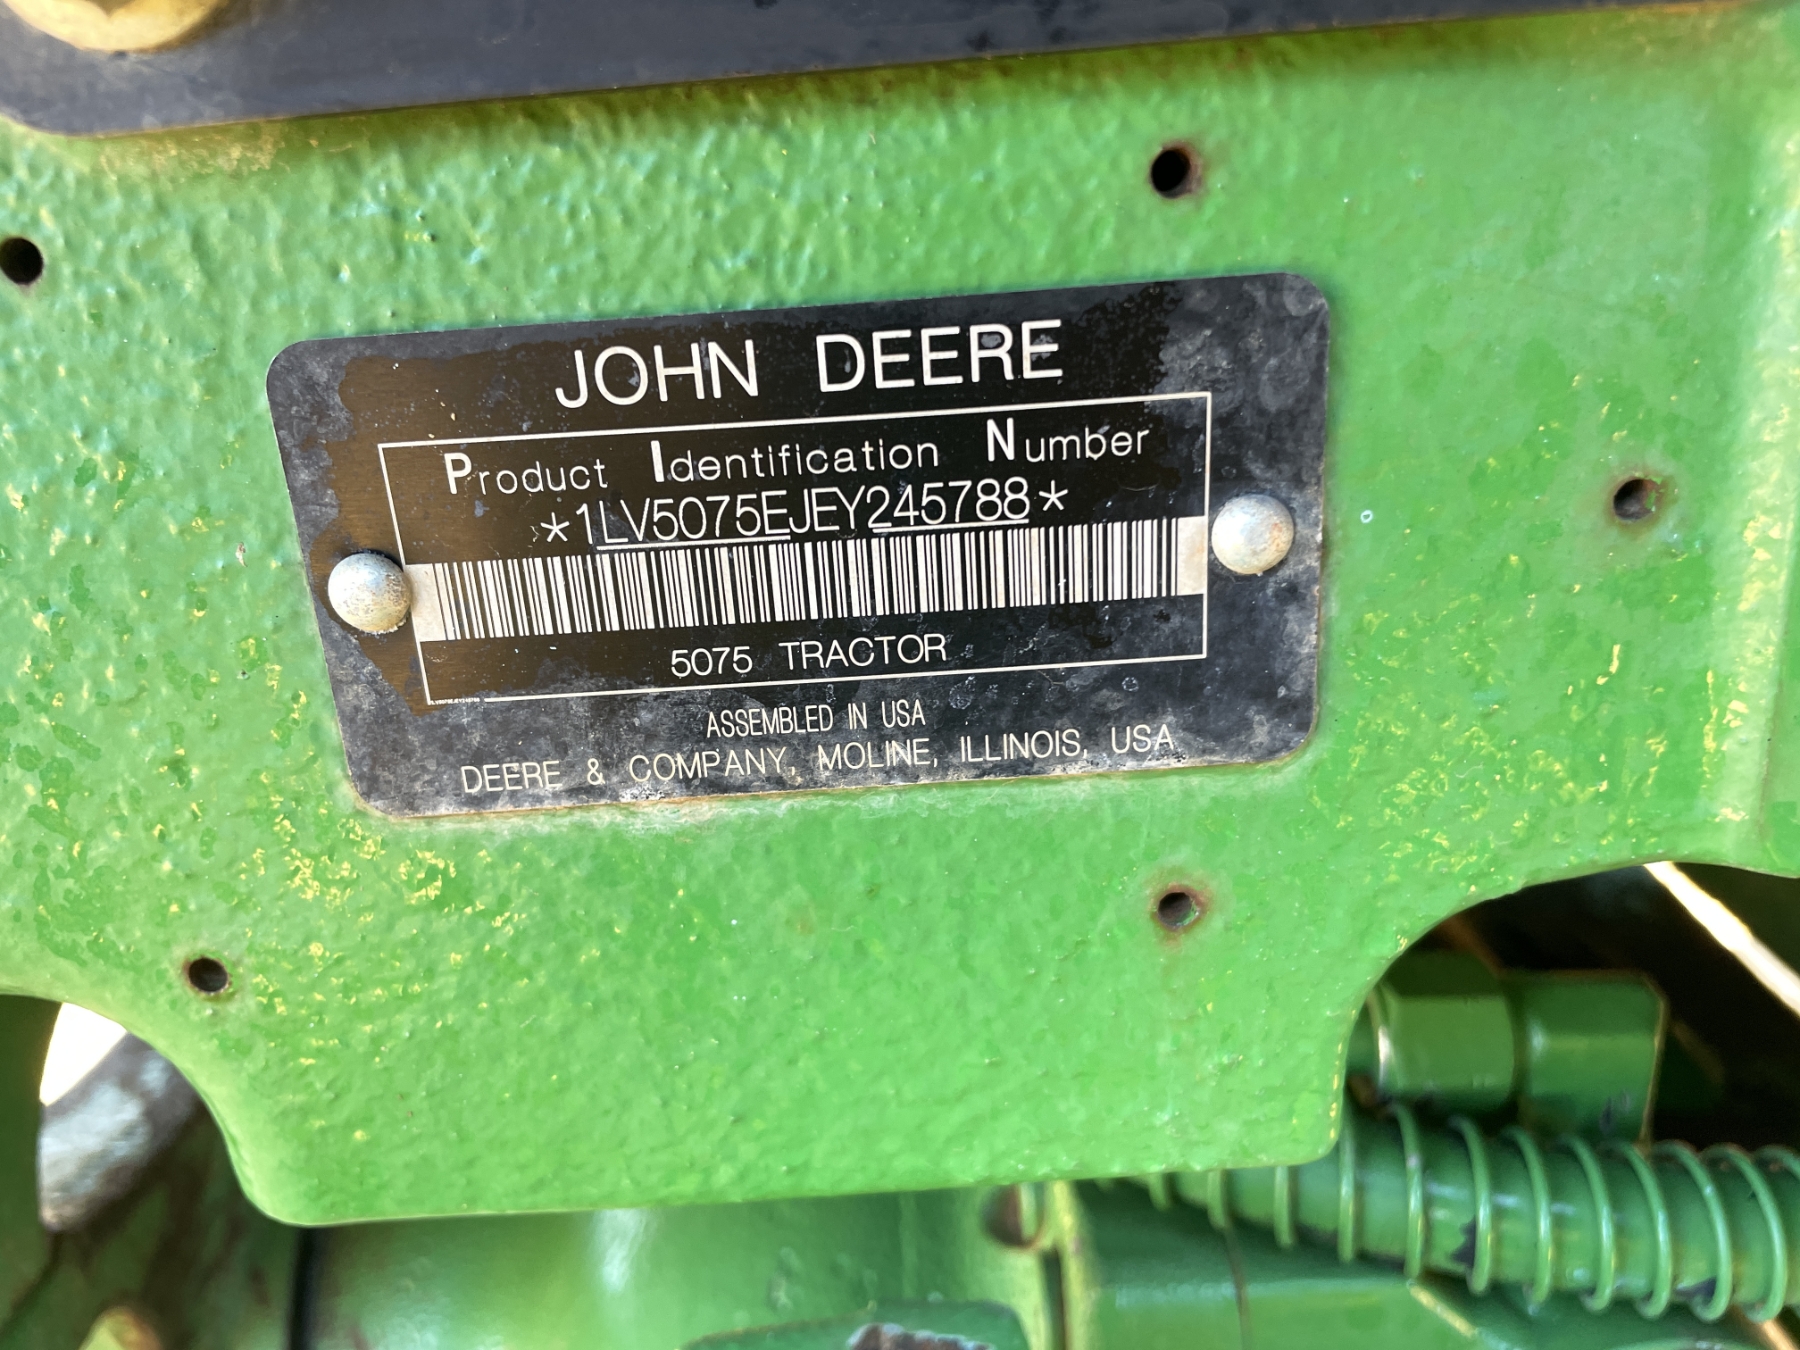 JOHN DEERE
Product Identification Number
*1LV5075EJEY245788*
5075 TRACTOR
ASSEMBLED IN USA
DEERE & COMPANY, MOLINE, ILLINOIS, USA